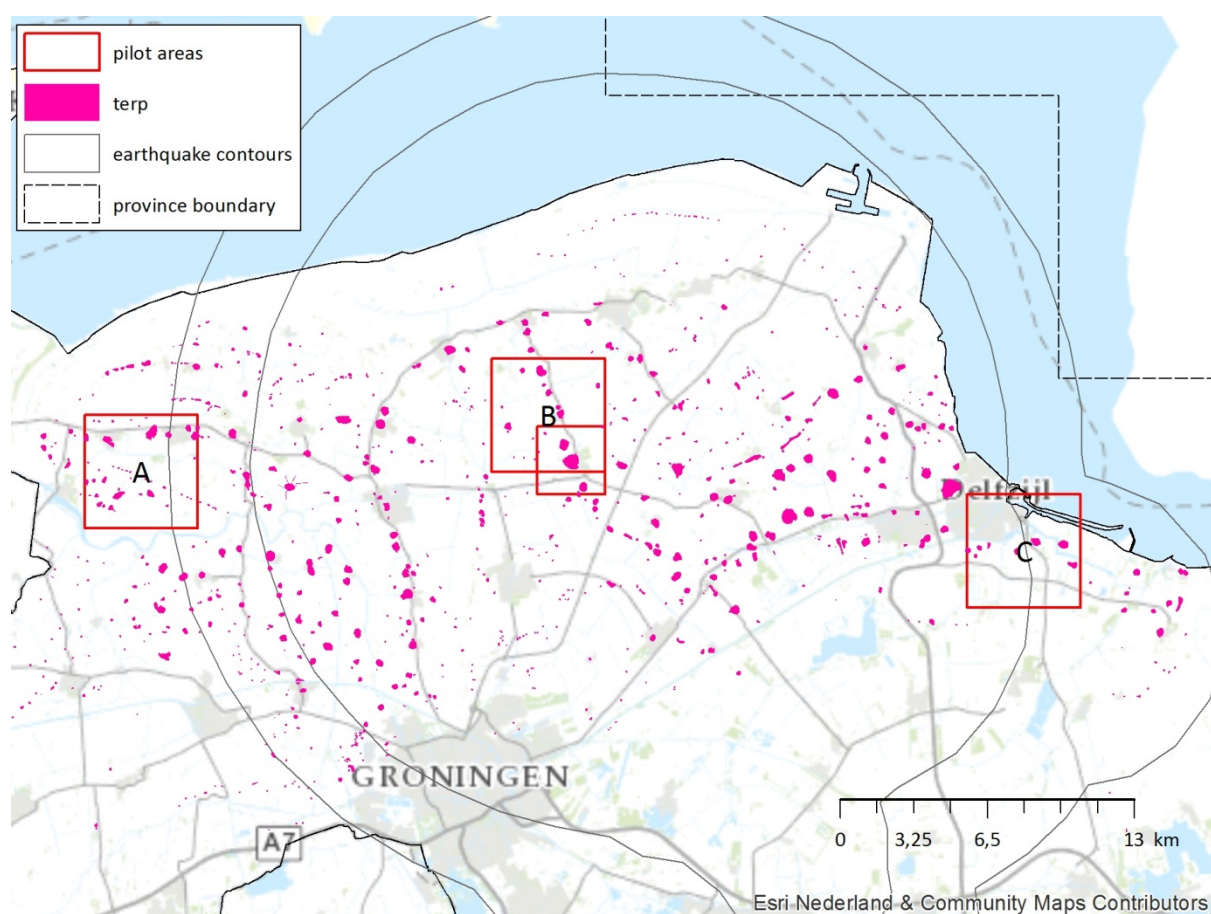 pilot areas
terp
earthquake contours
province boundary
B
A
Delfzijl
C
GRONINGEN
A7
0 3,25 6,5 13 km
Esri Nederland & Community Maps Contributors